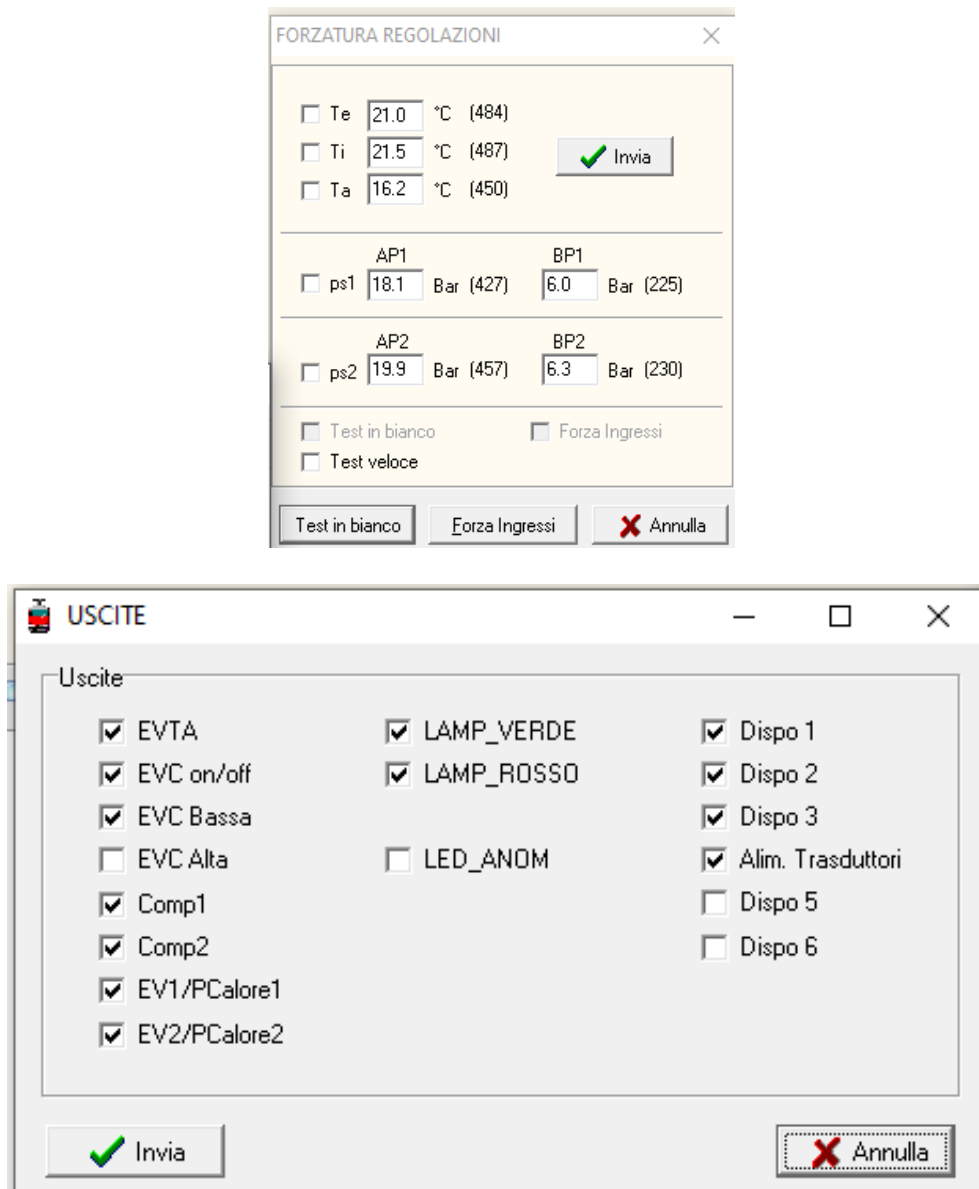 FORZATURA REGOLAZIONI
Te 21.0 °C (484)
Ti 21.5 °C (487) Invia
Ta 16.2 °C (450)
AP1 BP1
ps1 18.1 Bar (427) 6.0 Bar (225)
AP2 BP2
ps2 19.9 Bar (457) 6.3 Bar (230)
Test in bianco Forza Ingressi
Test veloce
Test in bianco Forza Ingressi Annulla
USCITE
Uscite
EVTA LAMP_VERDE Dispo 1
EVC on/off LAMP_ROSSO Dispo 2
EVC Bassa Dispo 3
EVC Alta LED_ANOM Alim. Trasduttori
Comp1 Dispo 5
Comp2 Dispo 6
EV1/PCalore1
EV2/PCalore2
Invia Annulla